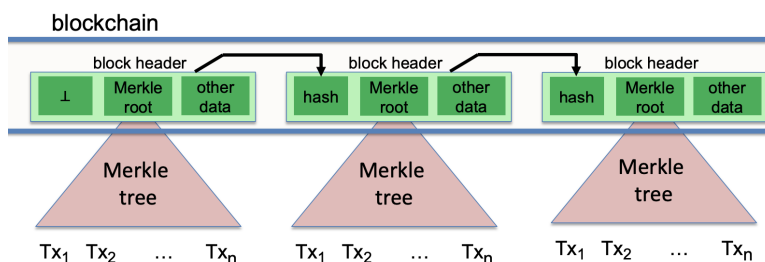 blockchain
block header
block header
block header
⊥
Merkle root
other data
hash
Merkle root
other data
hash
Merkle root
other data
Merkle
tree
Merkle
tree
Merkle
tree
Tx₁ Tx₂ ... Txₙ
Tx₁ Tx₂ ... Txₙ
Tx₁ Tx₂ ... Txₙ